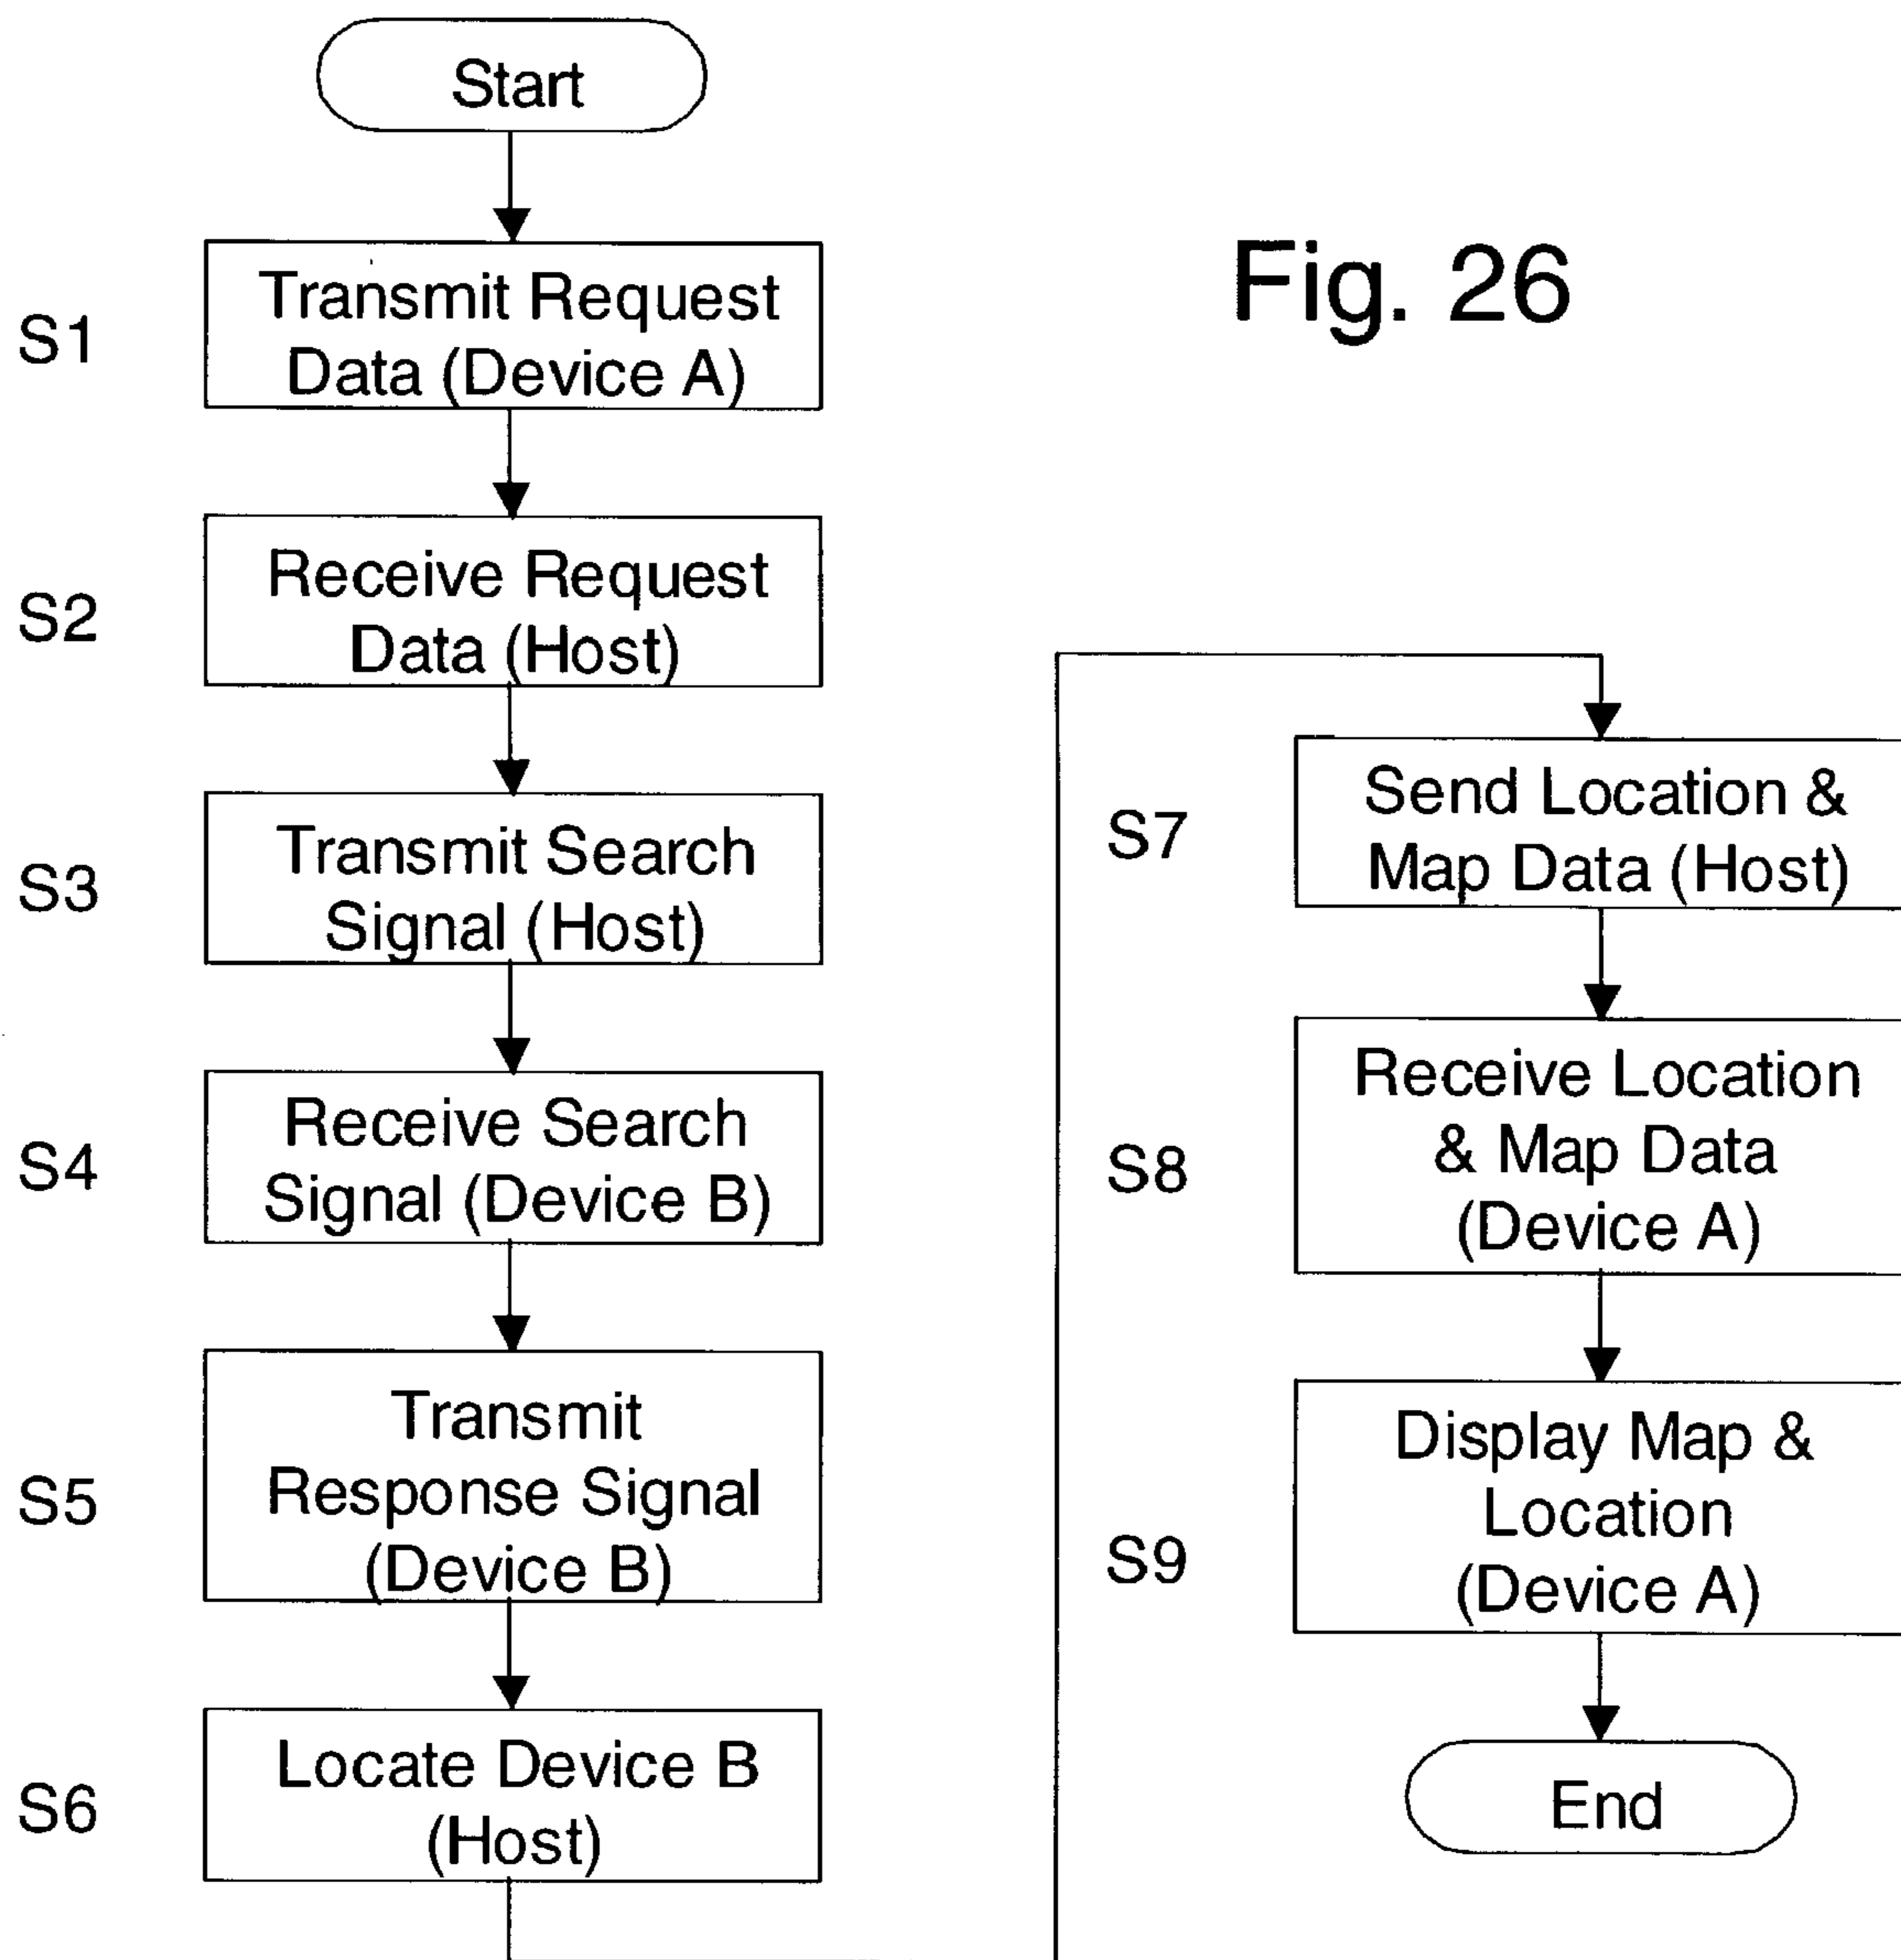 Start
Fig. 26
S1
Transmit Request
Data (Device A)
S2
Receive Request
Data (Host)
S3
Transmit Search
Signal (Host)
S4
Receive Search
Signal (Device B)
S5
Transmit
Response Signal
(Device B)
S6
Locate Device B
(Host)
S7
Send Location &
Map Data (Host)
S8
Receive Location
& Map Data
(Device A)
S9
Display Map &
Location
(Device A)
End